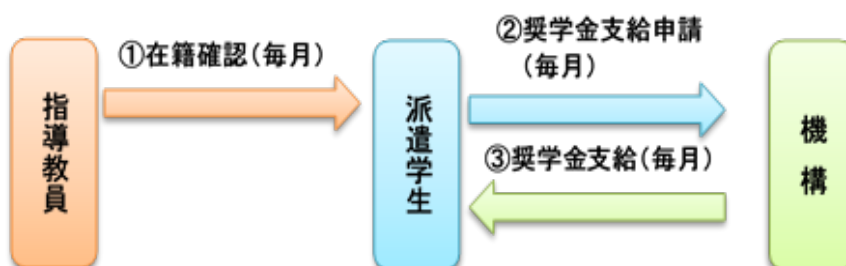 ①在籍確認(毎月)
②奨学金支給申請
(毎月)
指導教員
派遣学生
機構
③奨学金支給(毎月)